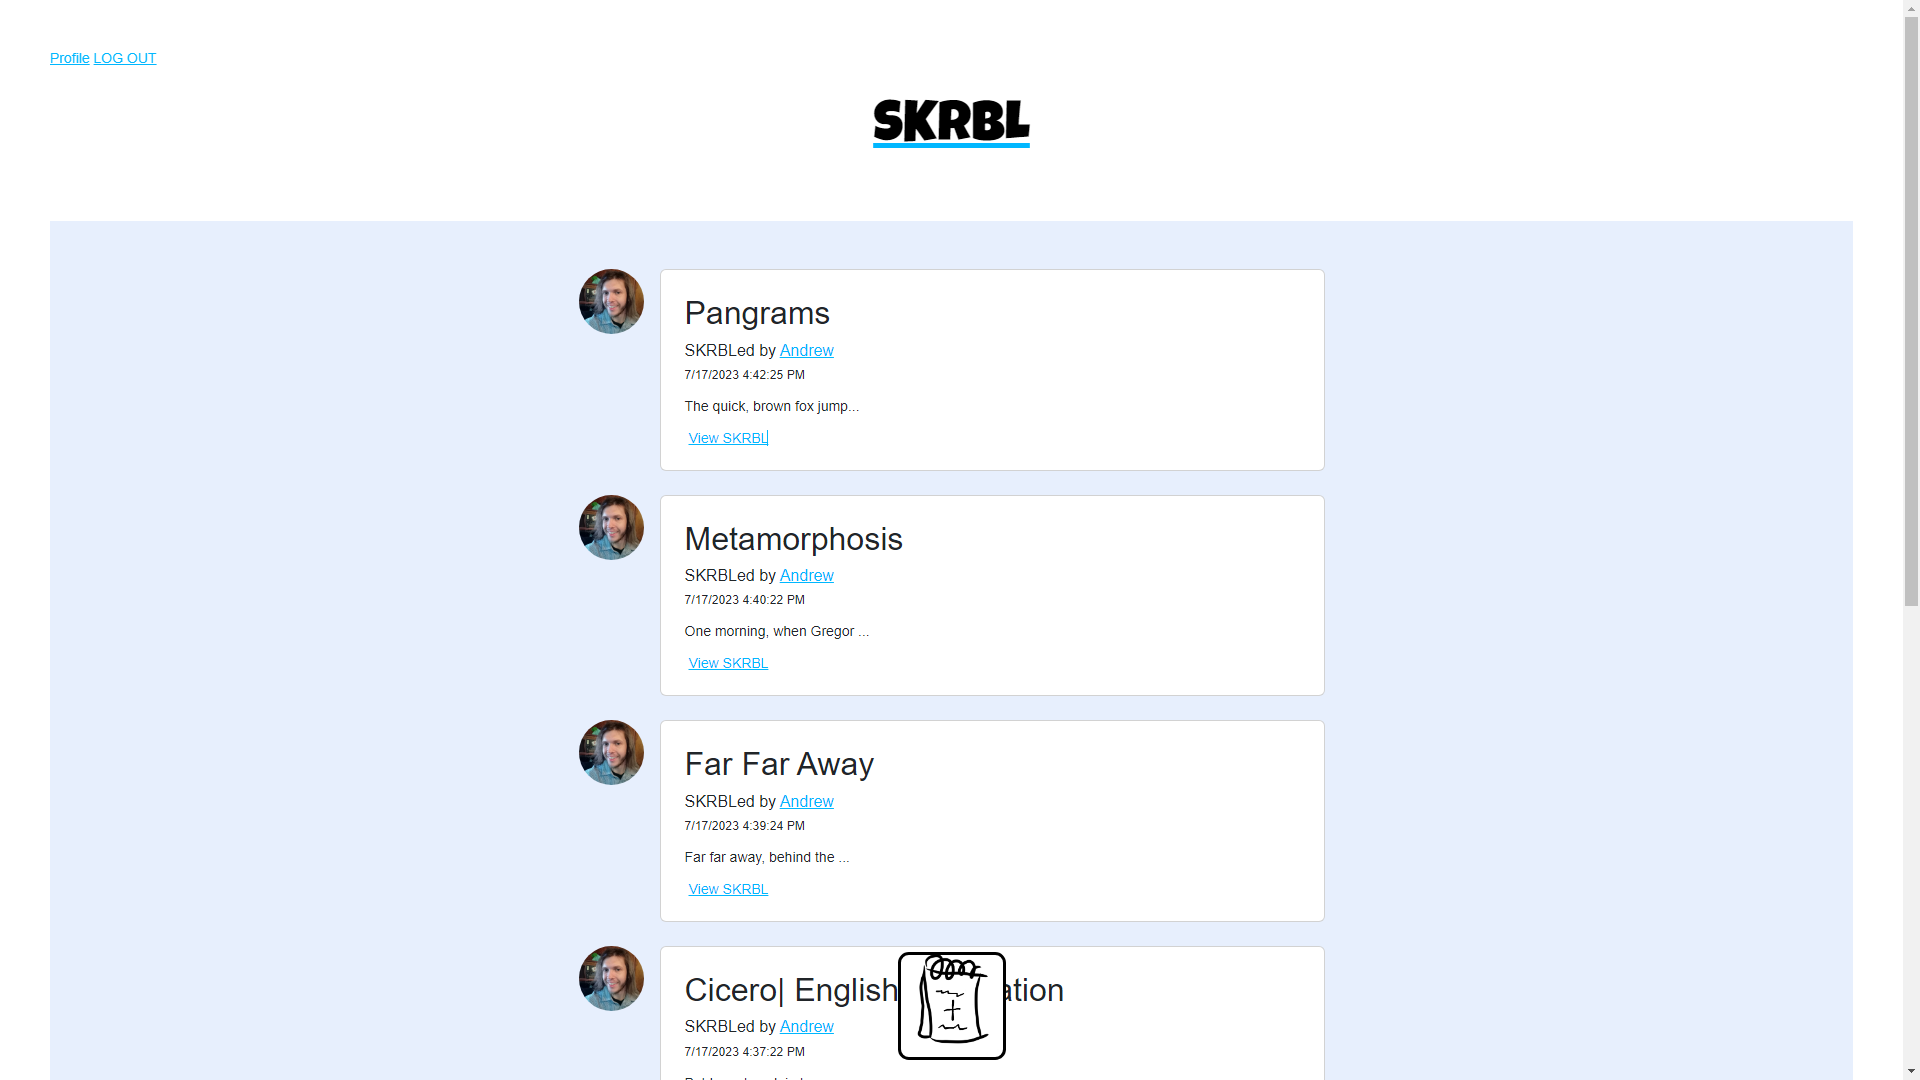 Profile LOG OUT
SKRBL
Pangrams
SKRBLed by Andrew
7/17/2023 4:42:25 PM
The quick, brown fox jump...
View SKRBL
Metamorphosis
SKRBLed by Andrew
7/17/2023 4:40:22 PM
One morning, when Gregor ...
View SKRBL
Far Far Away
SKRBLed by Andrew
7/17/2023 4:39:24 PM
Far far away, behind the ...
View SKRBL
Cicero| English
SKRBLed by Andrew
7/17/2023 4:37:22 PM